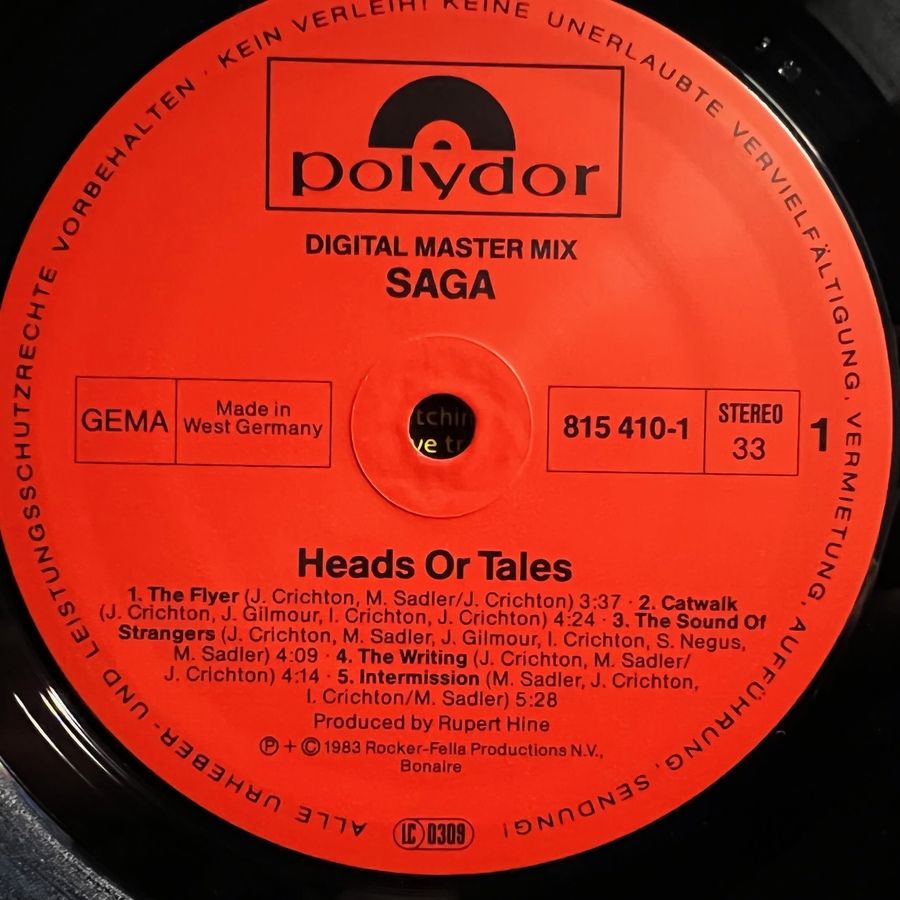 ALLE URHEBER- UND LEISTUNGSSCHUTZRECHTE VORBEHALTEN · KEIN VERLEIH! KEINE UNERLAUBTE VERVIELFÄLTIGUNG, VERMIETUNG, AUFFÜHRUNG, SENDUNG!
polydor
DIGITAL MASTER MIX
SAGA
GEMA
Made in
West Germany
tchin
ve tr
815 410-1
STEREO
33
1
Heads Or Tales
1. The Flyer (J. Crichton, M. Sadler/J. Crichton) 3:37 · 2. Catwalk
(J. Crichton, J. Gilmour, I. Crichton, J. Crichton) 4:24 · 3. The Sound Of
Strangers (J. Crichton, M. Sadler, J. Gilmour, I. Crichton, S. Negus,
M. Sadler) 4:09 · 4. The Writing (J. Crichton, M. Sadler/
J. Crichton) 4:14 · 5. Intermission (M. Sadler, J. Crichton,
I. Crichton/M. Sadler) 5:28
Produced by Rupert Hine
℗ + © 1983 Rocker-Fella Productions N.V.,
Bonaire
LC 0309